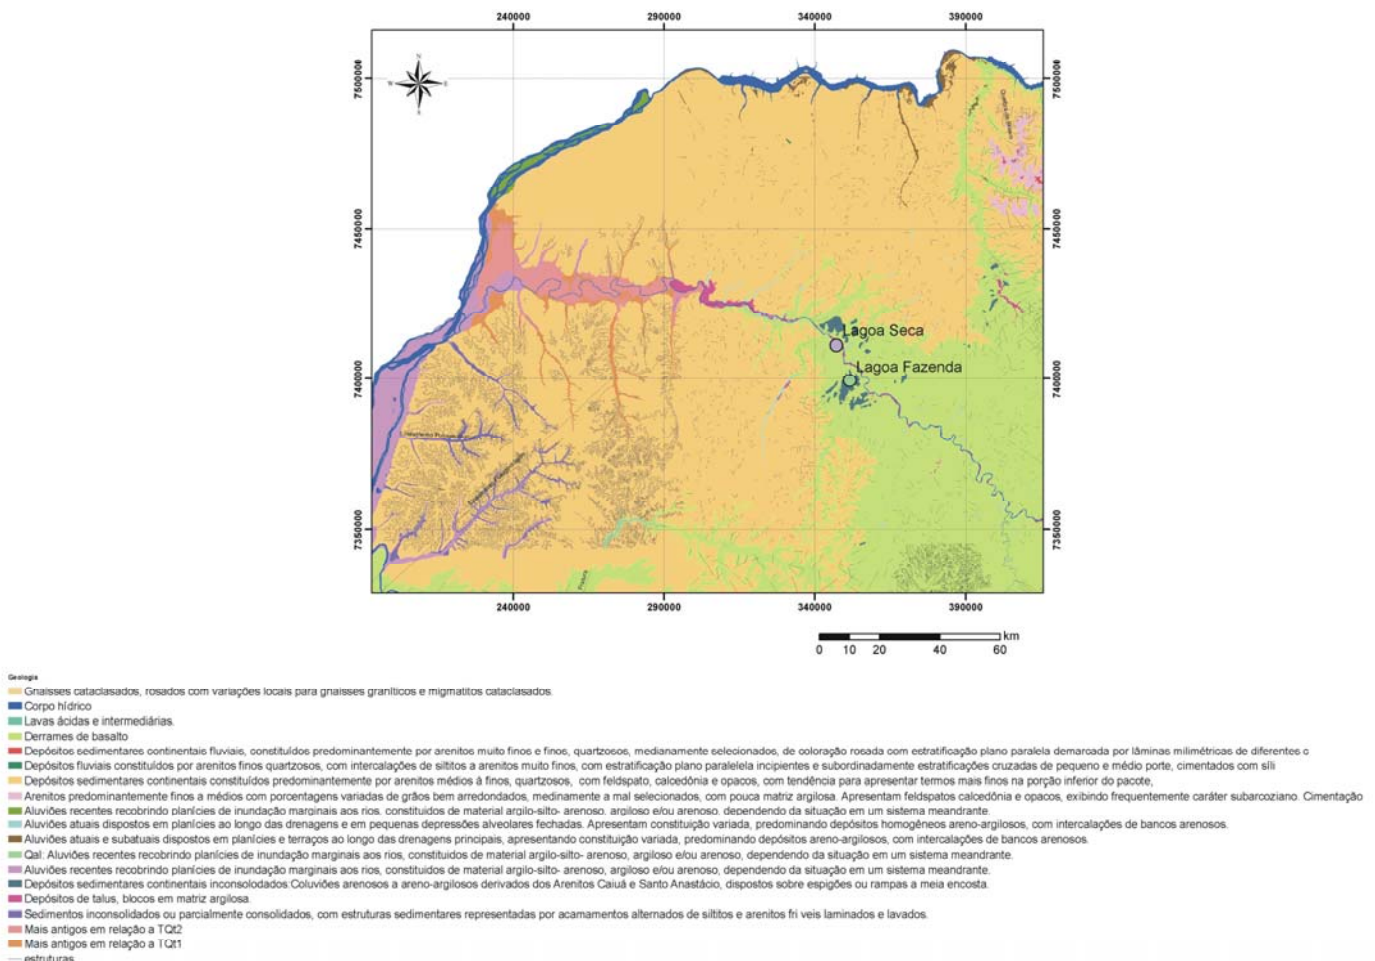 240000 290000 340000 390000
N
W E
S
7500000 7500000
7450000 7450000
Lagoa Seca
Lagoa Fazenda
7400000 7400000
7350000 7350000
240000 290000 340000 390000
km
0 10 20 40 60
Geologia
Gnaisses cataclasados, rosados com variações locais para gnaisses graníticos e migmatitos cataclasados.
Corpo hídrico
Lavas ácidas e intermediárias.
Derrames de basalto
Depósitos sedimentares continentais fluviais, constituídos predominantemente por arenitos muito finos e finos, quartzosos, medianamente selecionados, de coloração rosada com estratificação plano paralela demarcada por lâminas milimétricas de diferentes c
Depósitos fluviais constituídos por arenitos finos quartzosos, com intercalações de siltitos a arenitos muito finos, com estratificação plano paralelela incipientes e subordinadamente estratificações cruzadas de pequeno e médio porte, cimentados com síli
Depósitos sedimentares continentais constituídos predominantemente por arenitos médios à finos, quartzosos, com feldspato, calcedônia e opacos, com tendência para apresentar termos mais finos na porção inferior do pacote,
Arenitos predominantemente finos a médios com porcentagens variadas de grãos bem arredondados, medinamente a mal selecionados, com pouca matriz argilosa. Apresentam feldspatos calcedônia e opacos, exibindo frequentemente caráter subarcoziano. Cimentação
Aluviões recentes recobrindo planícies de inundação marginais aos rios, constituidos de material argilo-silto- arenoso, argiloso e/ou arenoso, dependendo da situação em um sistema meandrante.
Aluviões atuais dispostos em planícies ao longo das drenagens e em pequenas depressões alveolares fechadas. Apresentam constituição variada, predominando depósitos homogêneos areno-argilosos, com intercalações de bancos arenosos.
Aluviões atuais e subatuais dispostos em planícies e terraços ao longo das drenagens principais, apresentando constituição variada, predominando depósitos areno-argilosos, com intercalações de bancos arenosos.
Qal; Aluviões recentes recobrindo planícies de inundação marginais aos rios, constituidos de material argilo-silto- arenoso, argiloso e/ou arenoso, dependendo da situação em um sistema meandrante.
Aluviões recentes recobrindo planícies de inundação marginais aos rios, constituidos de material argilo-silto- arenoso, argiloso e/ou arenoso, dependendo da situação em um sistema meandrante.
Depósitos sedimentares continentais inconsolodados:Coluviões arenosos a areno-argilosos derivados dos Arenitos Caiuá e Santo Anastácio, dispostos sobre espigões ou rampas a meia encosta.
Depósitos de talus, blocos em matriz argilosa.
Sedimentos inconsolidados ou parcialmente consolidados, com estruturas sedimentares representadas por acamamentos alternados de siltitos e arenitos fri veis laminados e lavados.
Mais antigos em relação a TQt2
Mais antigos em relação a TQt1
estruturas